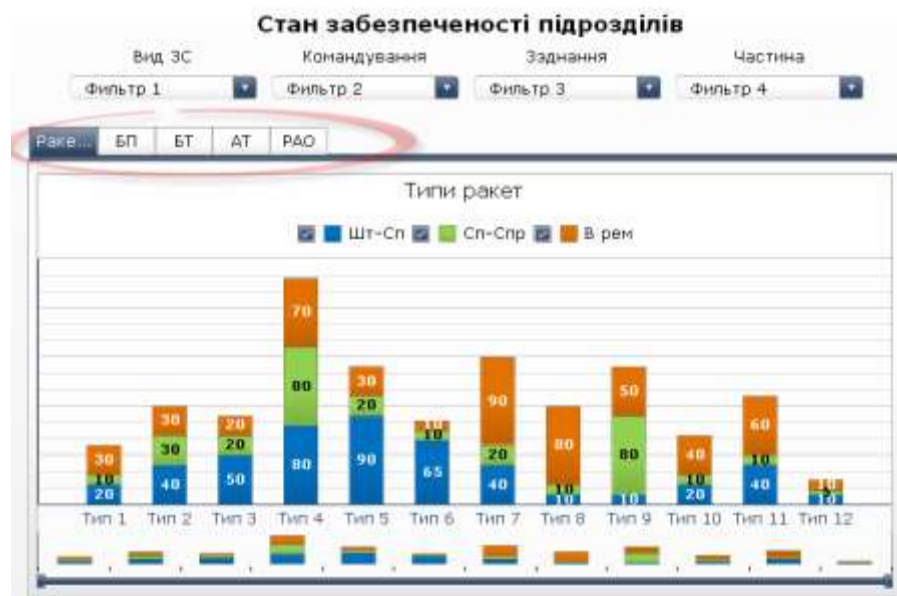 Стан забезпеченості підрозділів
Вид ЗС Командування Зэднання Частина
Фильтр 1 Фильтр 2 Фильтр 3 Фильтр 4
Раке... БП БТ АТ РАО
Типи ракет
Шт-Сп Сп-Спр В рем
70
80 30 50
20 90
30 20 60
30 80
30 20 10 80 40
10 30 10 20 10 10
20 40 50 80 90 65 40 10 10 20 40
10 10
Тип 1 Тип 2 Тип 3 Тип 4 Тип 5 Тип 6 Тип 7 Тип 8 Тип 9 Тип 10 Тип 11 Тип 12